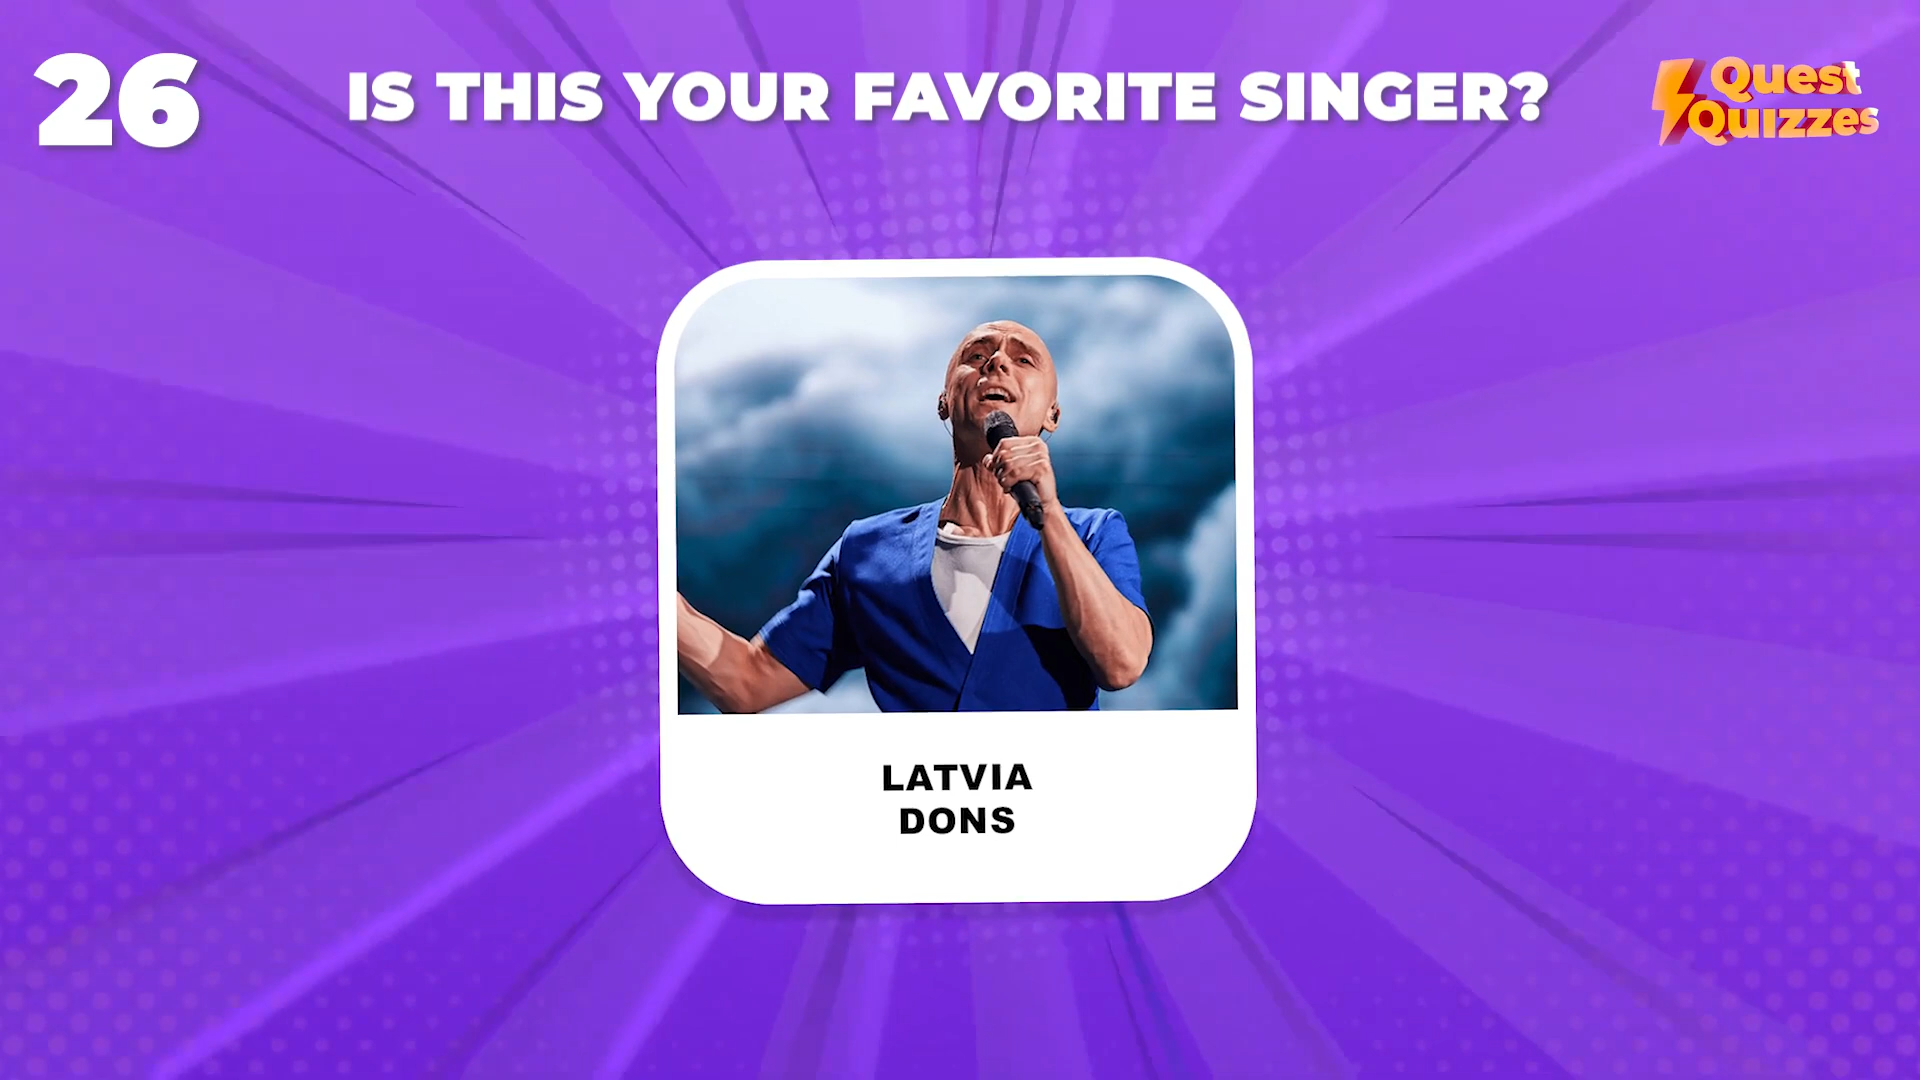 26
IS THIS YOUR FAVORITE SINGER?
Quest
Quizzes
LATVIA
DONS